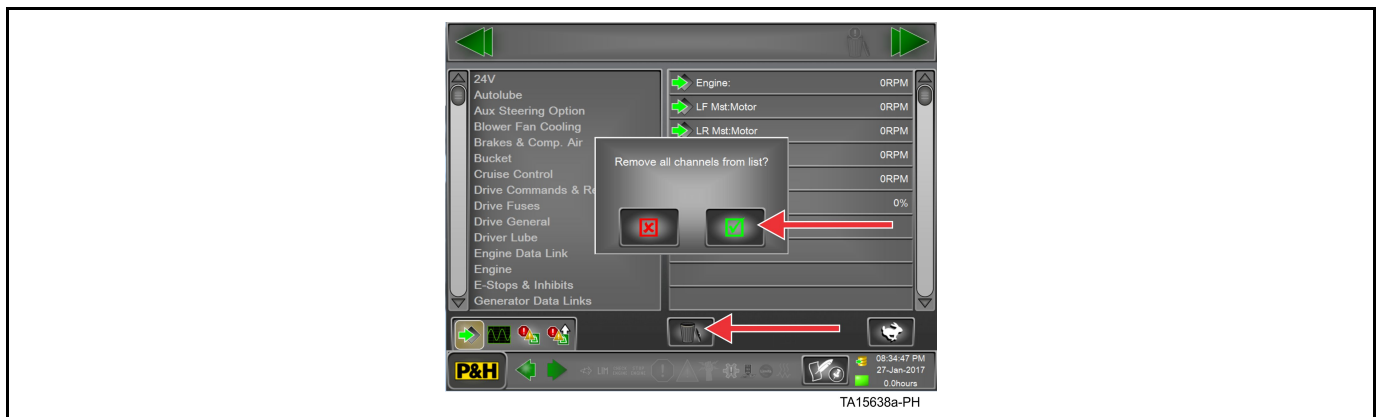 24V
Autolube
Aux Steering Option
Blower Fan Cooling
Brakes & Comp. Air
Bucket
Cruise Control
Drive Commands & Re
Drive Fuses
Drive General
Driver Lube
Engine Data Link
Engine
E-Stops & Inhibits
Generator Data Links
Engine: 0RPM
LF Mst:Motor 0RPM
LR Mst:Motor 0RPM
0RPM
0RPM
0%
Remove all channels from list?
P&H
08:34:47 PM
27-Jan-2017
0.0hours
TA15638a-PH